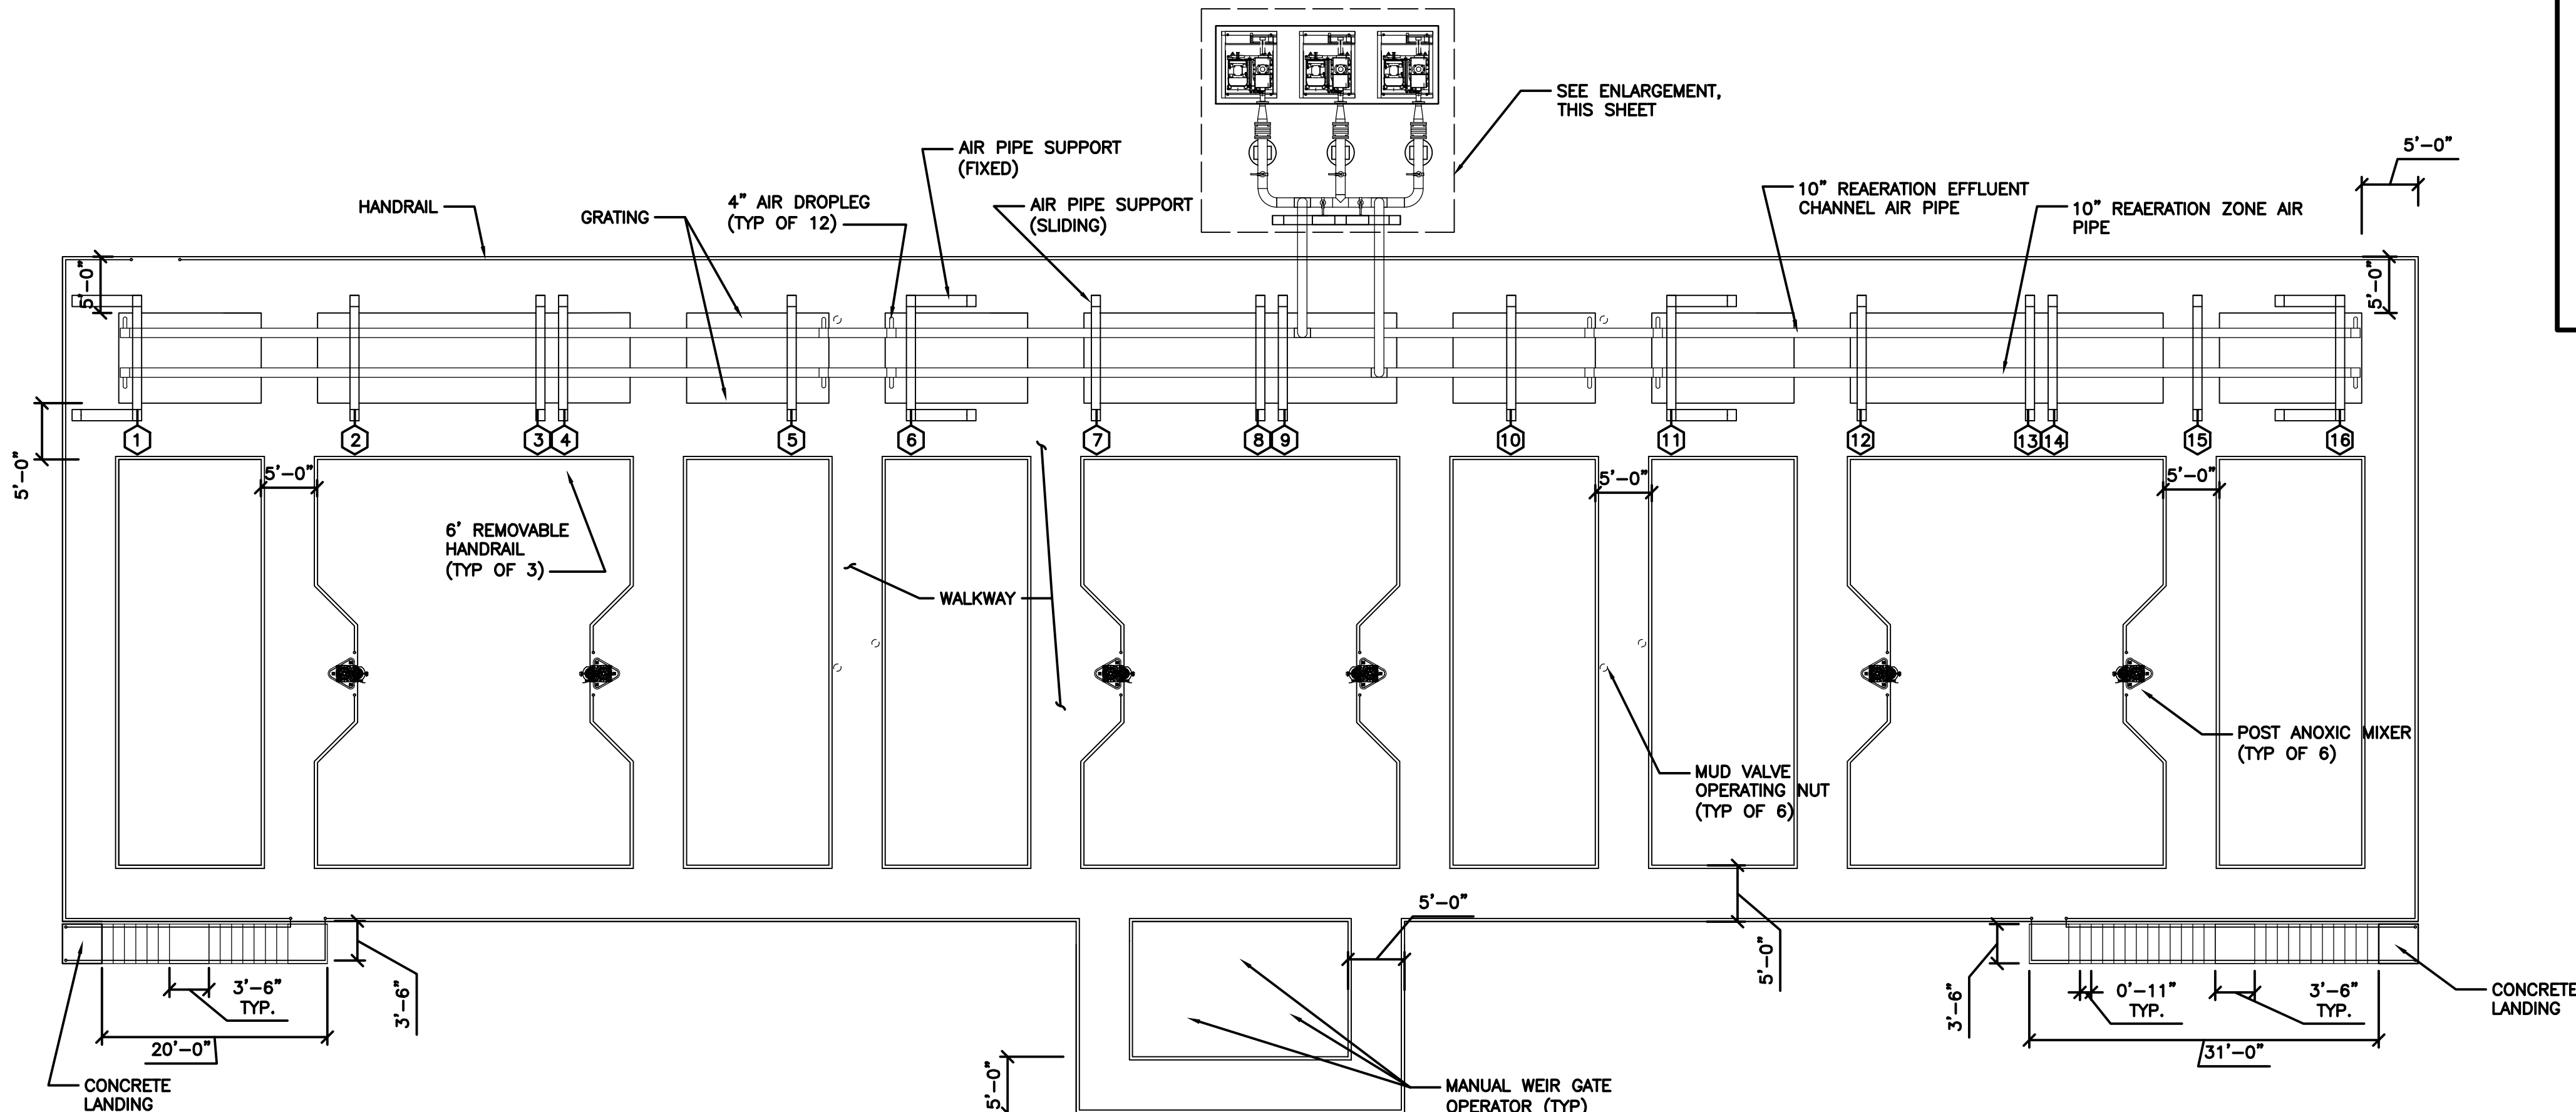 SEE ENLARGEMENT,
THIS SHEET
5'-0"
AIR PIPE SUPPORT
(FIXED)
HANDRAIL
GRATING
4" AIR DROPLEG
(TYP OF 12)
AIR PIPE SUPPORT
(SLIDING)
10" REAERATION EFFLUENT
CHANNEL AIR PIPE
10" REAERATION ZONE AIR
PIPE
5'-0"
5'-0"
1
2
3
4
5
6
7
8
9
10
11
12
13
14
15
16
5'-0"
5'-0"
5'-0"
5'-0"
6' REMOVABLE
HANDRAIL
(TYP OF 3)
WALKWAY
POST ANOXIC MIXER
(TYP OF 6)
MUD VALVE
OPERATING NUT
(TYP OF 6)
5'-0"
5'-0"
3'-6"
TYP.
3'-6"
20'-0"
CONCRETE
LANDING
3'-6"
0'-11"
TYP.
3'-6"
TYP.
31'-0"
CONCRETE
LANDING
5'-0"
MANUAL WEIR GATE
OPERATOR (TYP)